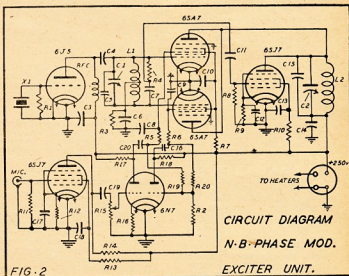 6J5
RFC
C4
L1
6SA7
C11
6SJ7
C15
L2
X1
R1
C3
C1
R4
C7
C9
C10
R8
C2
R3
C6
C8
R5
R6
6SA7
R9
C12
C13
R10
C14
6SJ7
MIC.
C20
C16
R7
+250V
R17
R18
TO HEATERS
R11
C17
R12
C18
C19
R15
R16
6N7
R19
R20
R2
CIRCUIT DIAGRAM
R14
N·B·PHASE MOD.
R13
FIG·2
EXCITER UNIT.